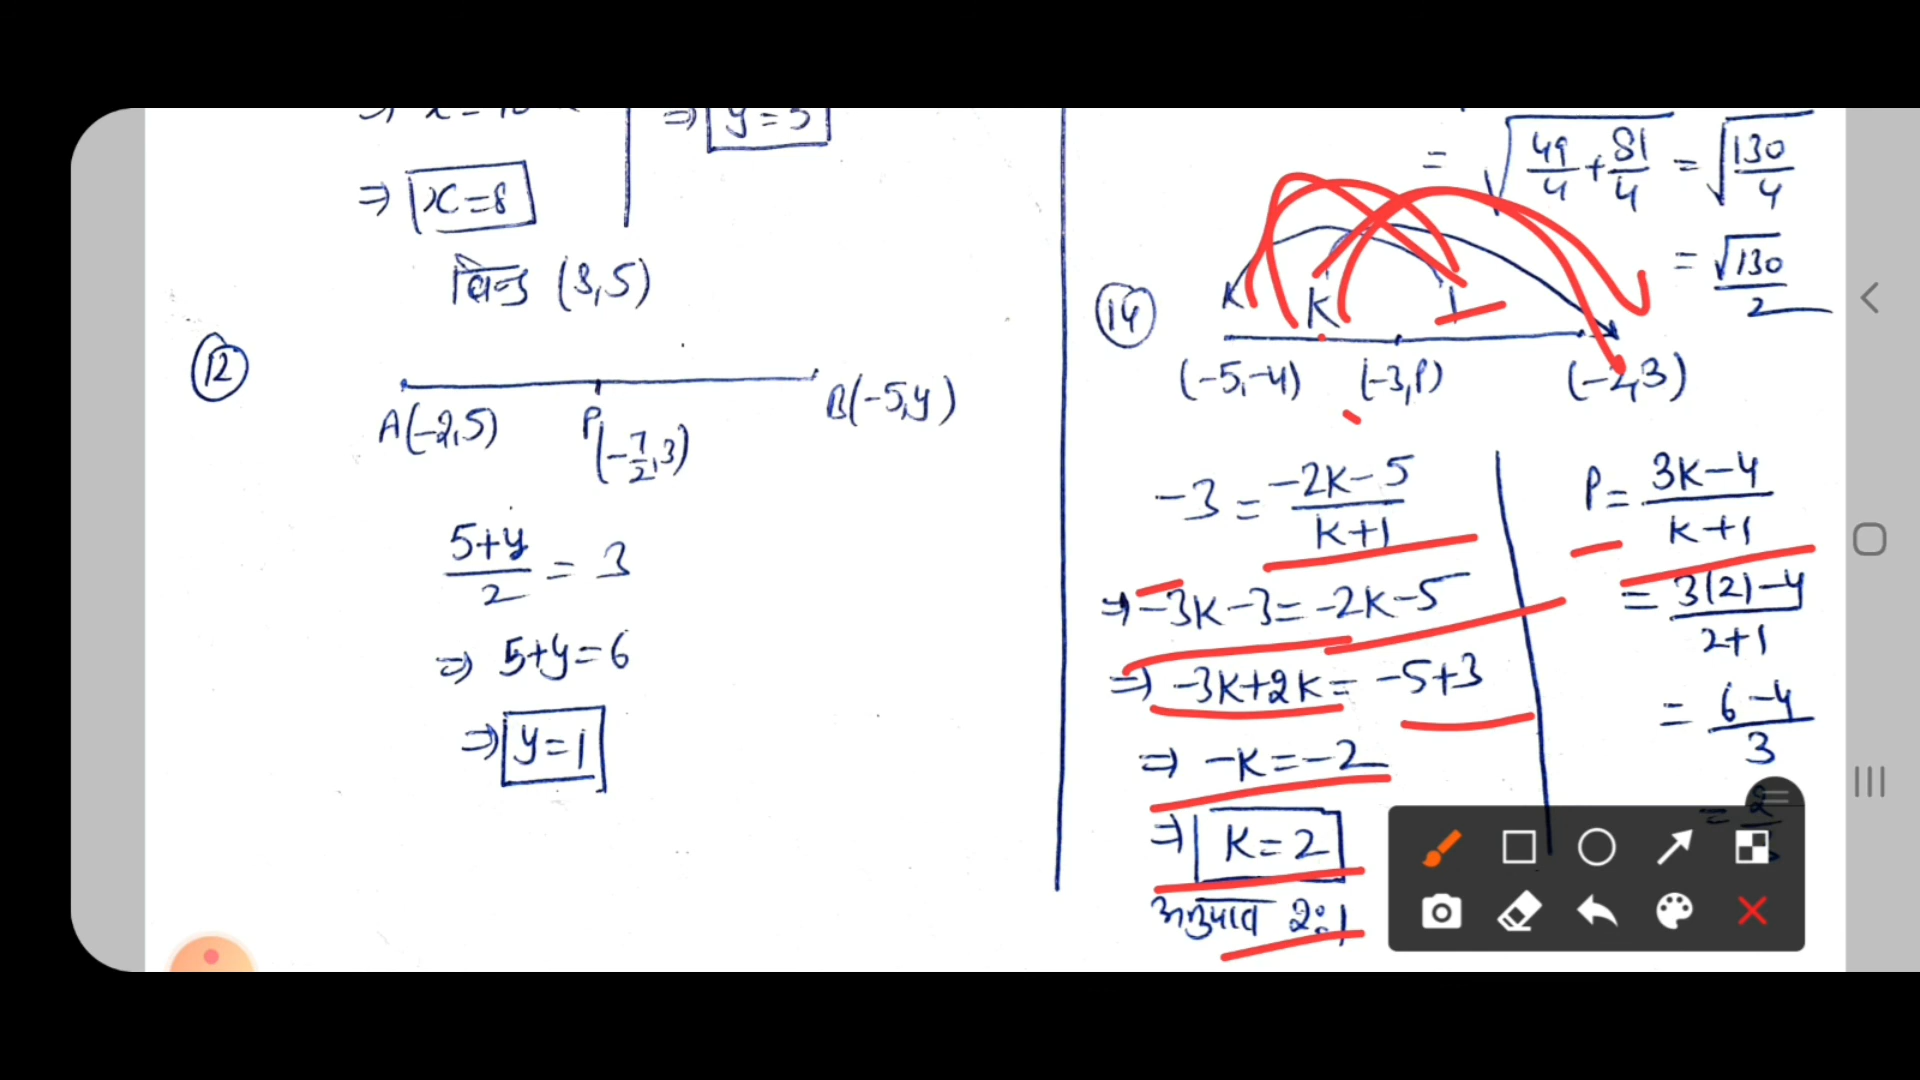 ⇒ y = 5
⇒ x=8
बिन्दु (8,5)
12
A(-2,5)
P(-7/2,3)
B(-5,y)
5+y/2 = 3
⇒ 5+y=6
⇒ y=1
= √(49/4 + 81/4) = √(130/4)
= √130/2
14
K K 1
(-5,-4) (-3,P) (-2,3)
-3 = -2K-5/K+1
⇒ -3K-3=-2K-5
⇒ -3K+2K= -5+3
⇒ -K=-2
⇒ K=2
अनुपात 2:1
P= 3K-4/K+1
= 3(2)-4/2+1
= 6-4/3